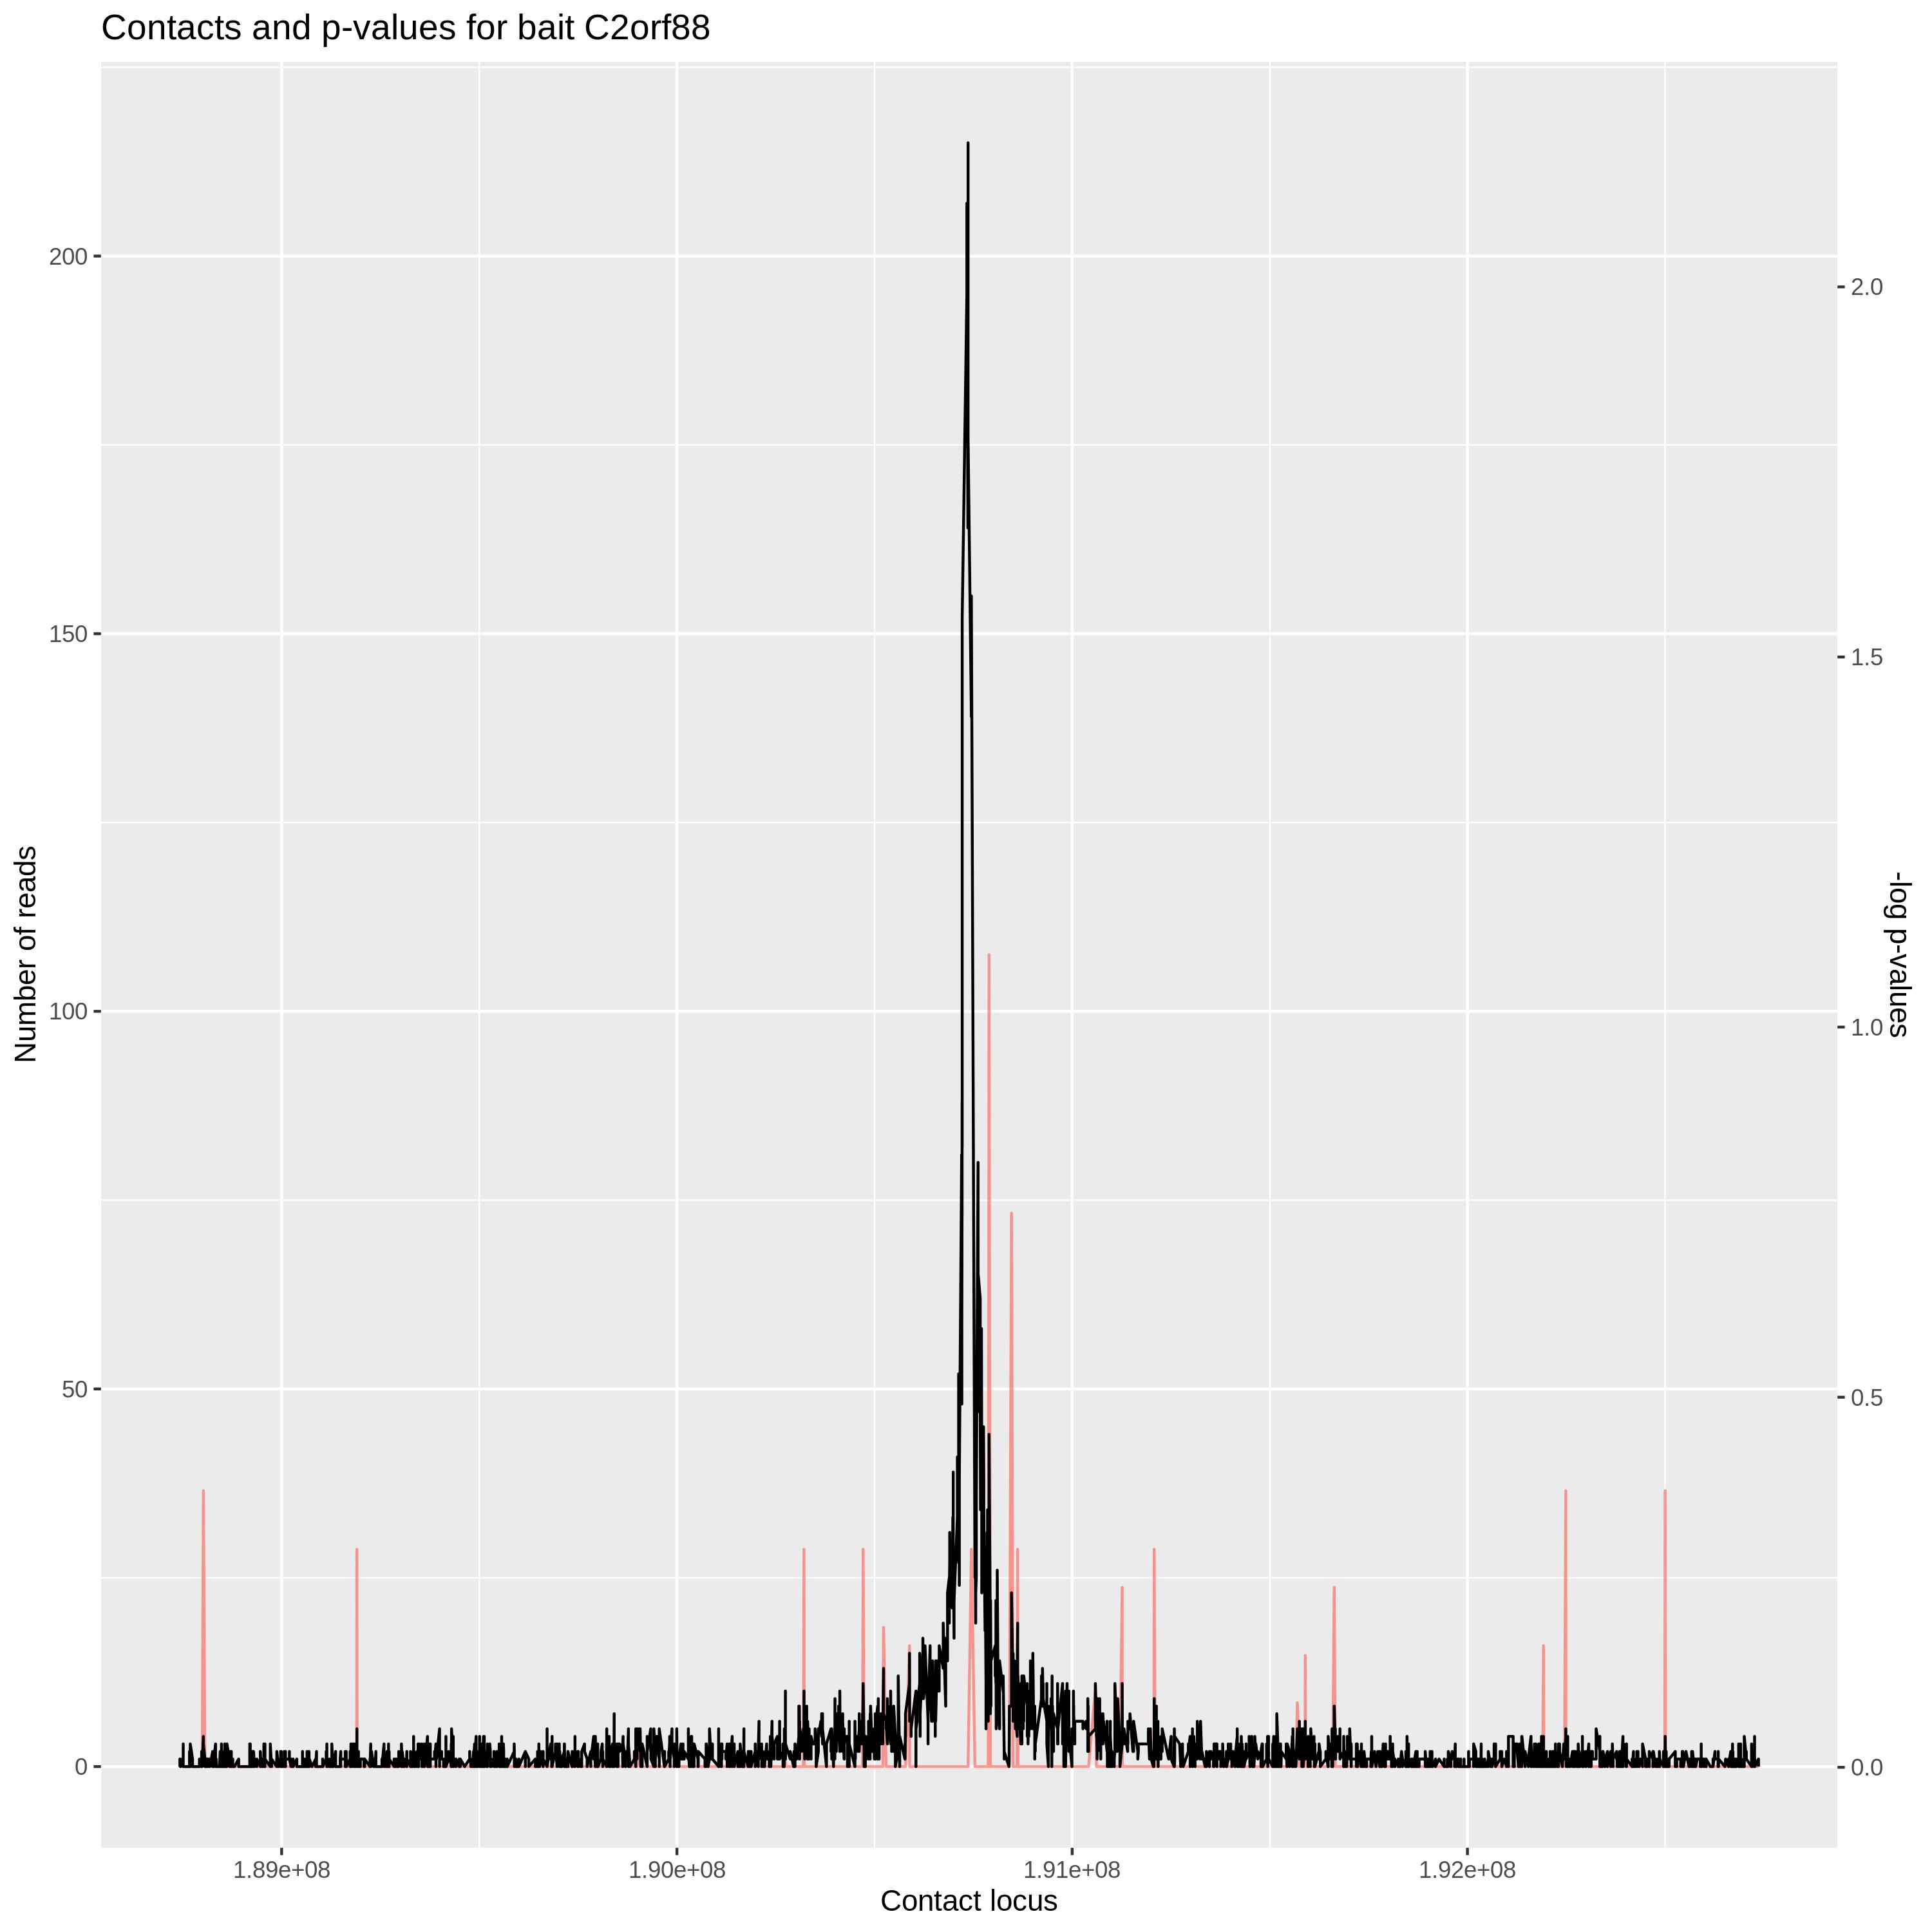 Contacts and p-values for bait C2orf88
Number of reads
200
150
100
50
0
2.0
1.5
1.0
0.5
0.0
-log p-values
1.89e+08 1.90e+08 1.91e+08 1.92e+08
Contact locus